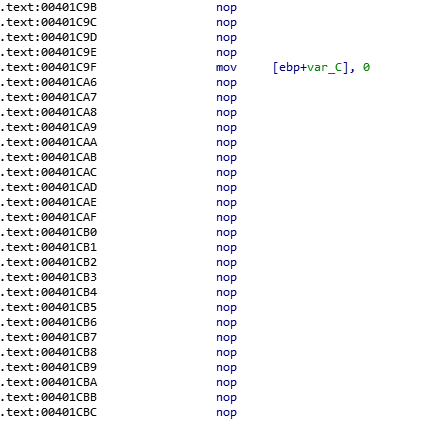 .text:00401C9B nop
.text:00401C9C nop
.text:00401C9D nop
.text:00401C9E nop
.text:00401C9F mov [ebp+var_C], 0
.text:00401CA6 nop
.text:00401CA7 nop
.text:00401CA8 nop
.text:00401CA9 nop
.text:00401CAA nop
.text:00401CAB nop
.text:00401CAC nop
.text:00401CAD nop
.text:00401CAE nop
.text:00401CAF nop
.text:00401CB0 nop
.text:00401CB1 nop
.text:00401CB2 nop
.text:00401CB3 nop
.text:00401CB4 nop
.text:00401CB5 nop
.text:00401CB6 nop
.text:00401CB7 nop
.text:00401CB8 nop
.text:00401CB9 nop
.text:00401CBA nop
.text:00401CBB nop
.text:00401CBC nop